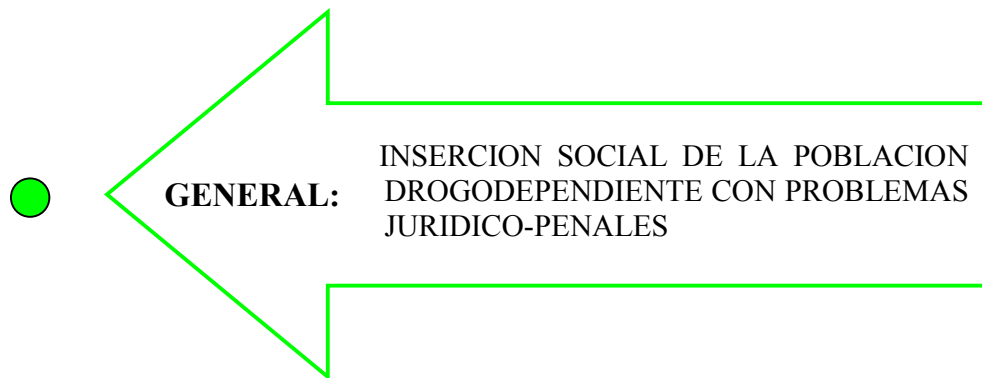 INSERCION SOCIAL DE LA POBLACION
GENERAL: DROGODEPENDIENTE CON PROBLEMAS
JURIDICO-PENALES